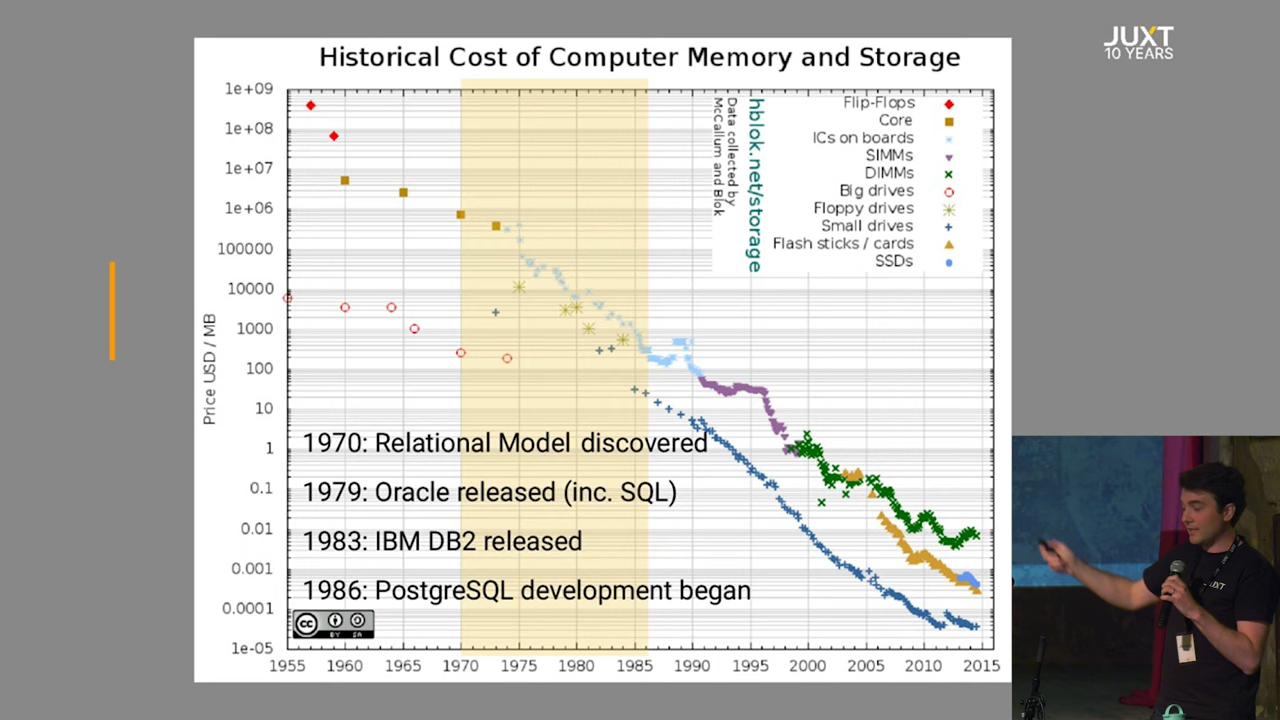 JUXT
10 YEARS
Historical Cost of Computer Memory and Storage
1e+09
1e+08
1e+07
1e+06
100000
10000
1000
100
10
1
0.1
0.01
0.001
0.0001
1e-05
Price USD / MB
1955 1960 1965 1970 1975 1980 1985 1990 1995 2000 2005 2010 2015
Data collected by
McCallum and Blok
hblok.net/storage
Flip-Flops
Core
ICs on boards
SIMMs
DIMMs
Big drives
Floppy drives
Small drives
Flash sticks / cards
SSDs
1970: Relational Model discovered
1979: Oracle released (inc. SQL)
1983: IBM DB2 released
1986: PostgreSQL development began
cc
BY SA
JUXT